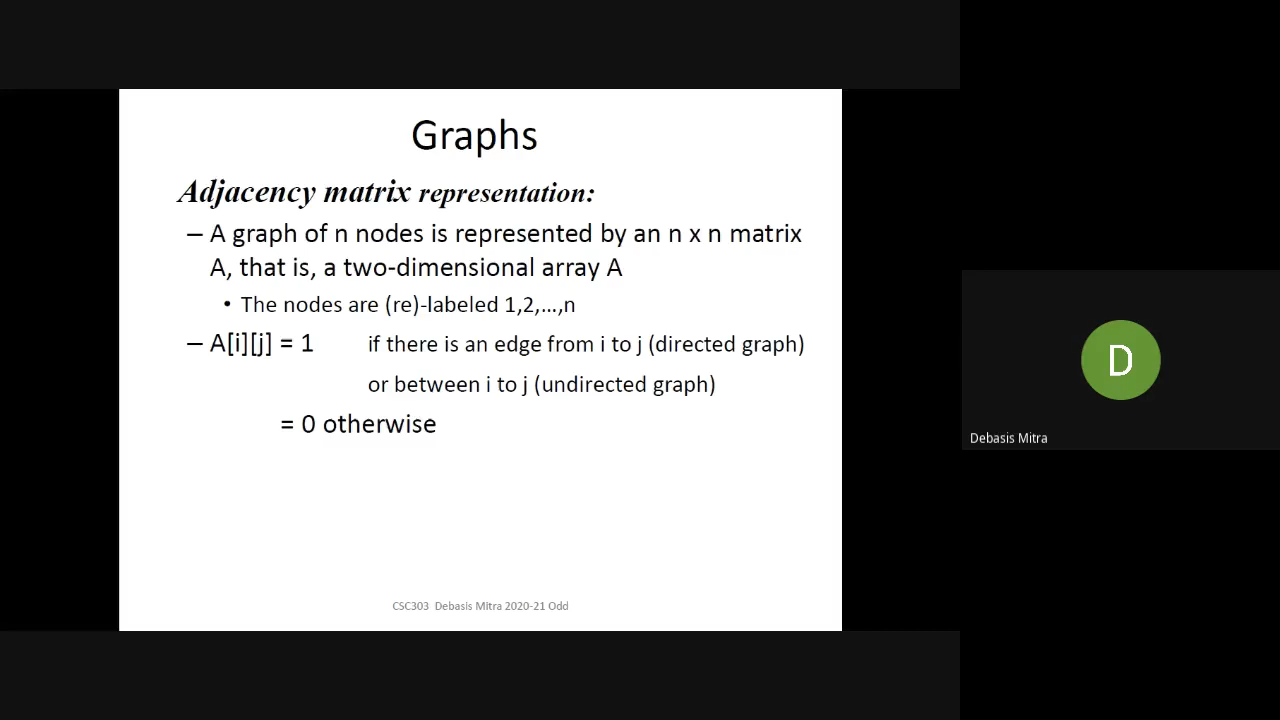 Graphs
Adjacency matrix representation:
– A graph of n nodes is represented by an n x n matrix
A, that is, a two-dimensional array A
• The nodes are (re)-labeled 1,2,...,n
– A[i][j] = 1 if there is an edge from i to j (directed graph)
or between i to j (undirected graph)
= 0 otherwise
CSC303 Debasis Mitra 2020-21 Odd
D
Debasis Mitra